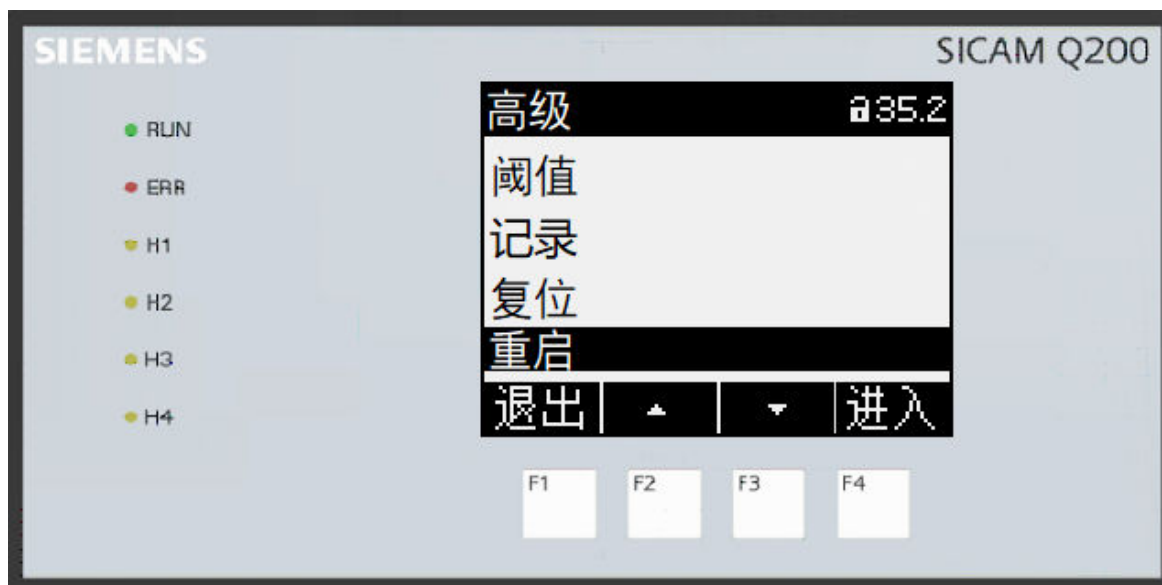 SIEMENS
SICAM Q200
高级 35.2
RUN
阈值
ERR
记录
H1
复位
H2
重启
H3
退出 进入
H4
F1 F2 F3 F4